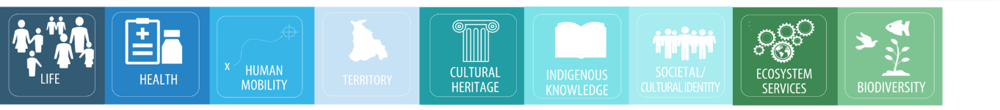 LIFE
HEALTH
x HUMAN
MOBILITY
TERRITORY
CULTURAL
HERITAGE
INDIGENOUS
KNOWLEDGE
SOCIETAL/
CULTURAL IDENTITY
ECOSYSTEM
SERVICES
BIODIVERSITY